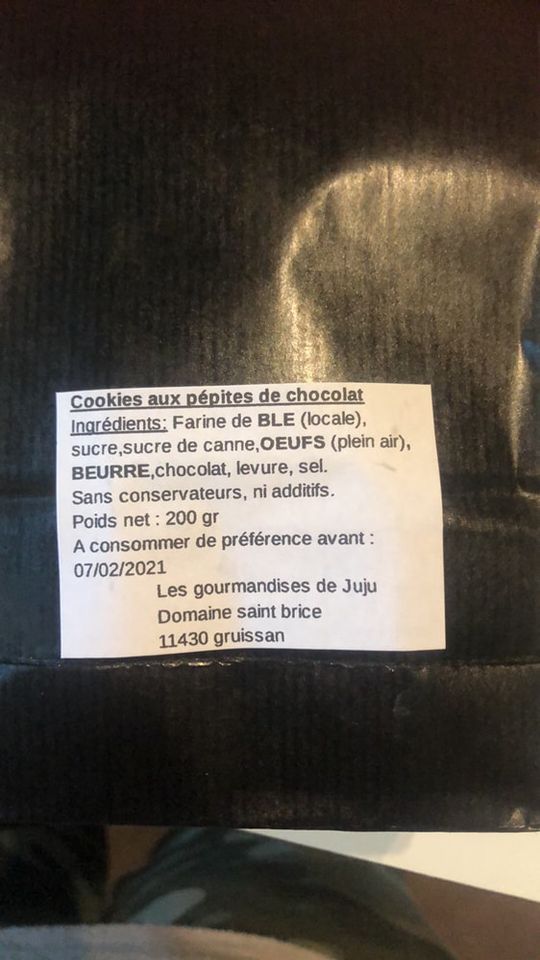 Cookies aux pépites de chocolat
Ingrédients: Farine de BLE (locale),
sucre,sucre de canne,OEUFS (plein air),
BEURRE,chocolat, levure, sel.
Sans conservateurs, ni additifs.
Poids net : 200 gr
A consommer de préférence avant :
07/02/2021
Les gourmandises de Juju
Domaine saint brice
11430 gruissan